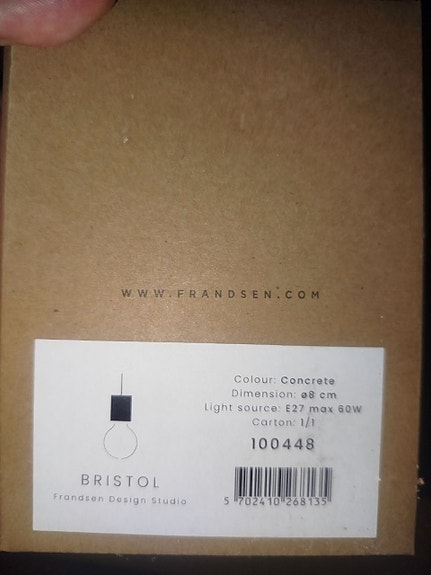 WWW.FRANDSEN.COM
Colour: Concrete
Dimension: ø8 cm
Light source: E27 max 60W
Carton: 1/1
100448
BRISTOL
Frandsen Design Studio
5 702410 268135